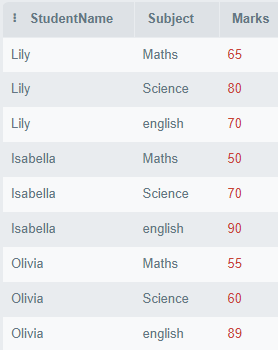 StudentName Subject Marks
Lily Maths 65
Lily Science 80
Lily english 70
Isabella Maths 50
Isabella Science 70
Isabella english 90
Olivia Maths 55
Olivia Science 60
Olivia english 89